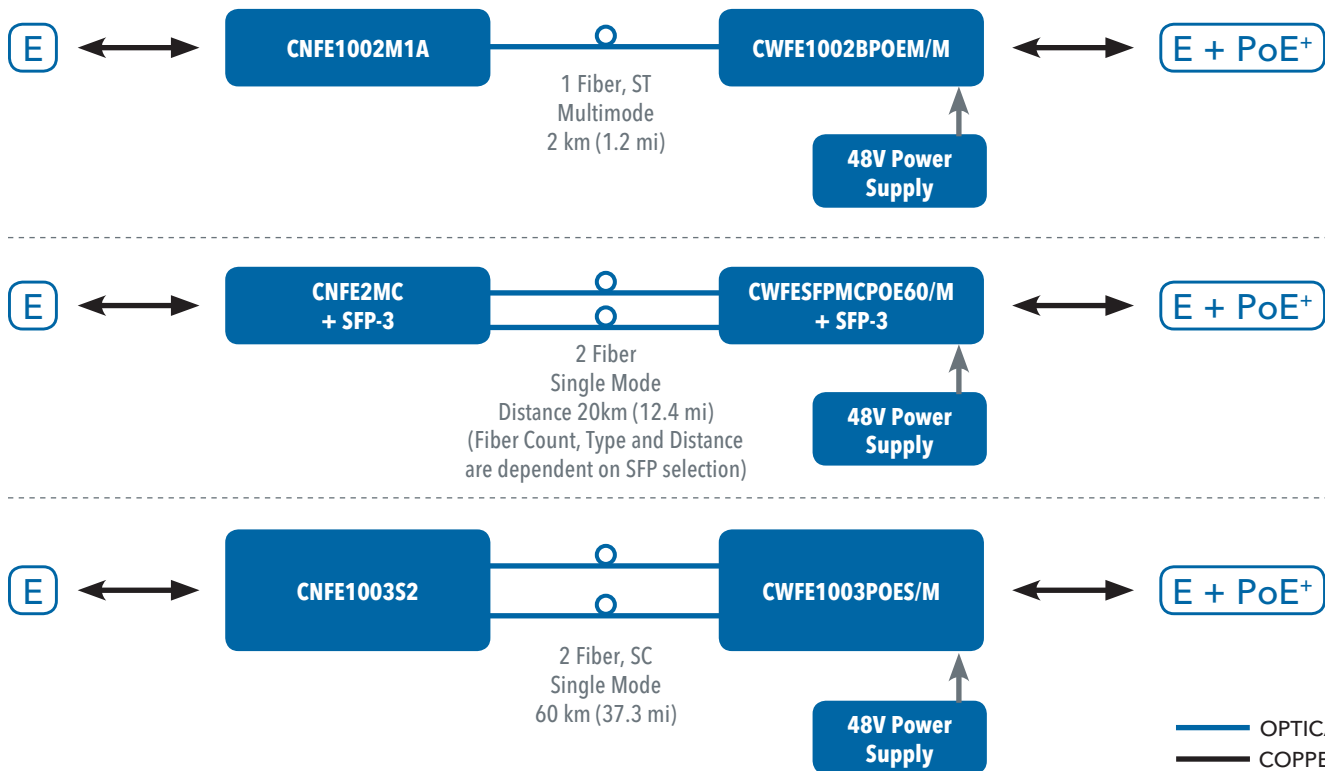 E
CNFE1002M1A
CWFE1002BPOEM/M
E + PoE+
1 Fiber, ST
Multimode
2 km (1.2 mi)
48V Power
Supply
E
CNFE2MC
+ SFP-3
CWFESFPMCPOE60/M
+ SFP-3
E + PoE+
2 Fiber
Single Mode
Distance 20km (12.4 mi)
(Fiber Count, Type and Distance
are dependent on SFP selection)
48V Power
Supply
E
CNFE1003S2
CWFE1003POES/M
E + PoE+
2 Fiber, SC
Single Mode
60 km (37.3 mi)
48V Power
Supply